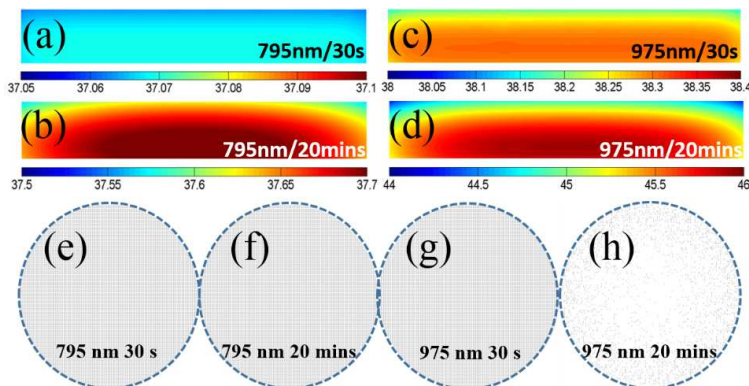 (a) 795nm/30s
37.05 37.06 37.07 37.08 37.09 37.1
(b) 795nm/20mins
37.5 37.55 37.6 37.65 37.7
(c) 975nm/30s
38 38.05 38.1 38.15 38.2 38.25 38.3 38.35 38.4
(d) 975nm/20mins
44 44.5 45 45.5 46
(e) (f) (g) (h)
795 nm 30 s 795 nm 20 mins 975 nm 30 s 975 nm 20 mins